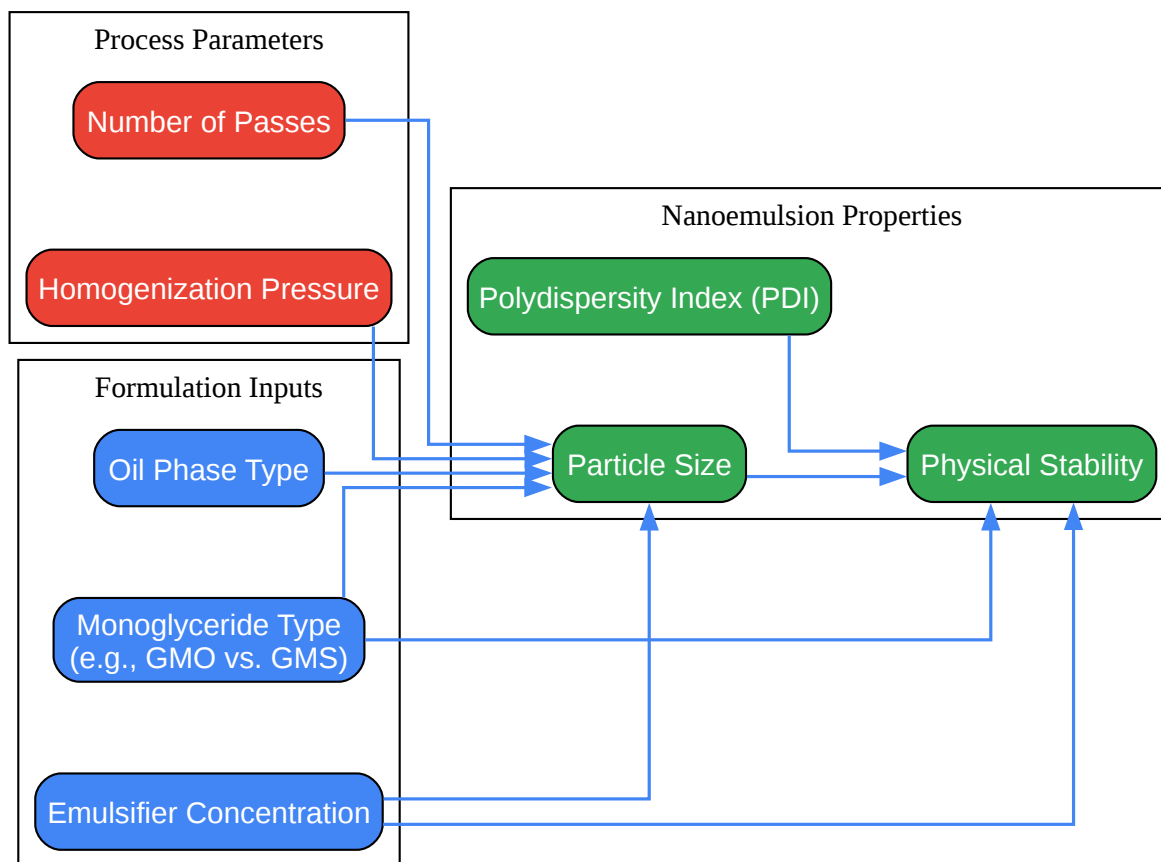 Process Parameters
Number of Passes
Homogenization Pressure
Nanoemulsion Properties
Polydispersity Index (PDI)
Formulation Inputs
Oil Phase Type
Particle Size
Physical Stability
Monoglyceride Type
(e.g., GMO vs. GMS)
Emulsifier Concentration